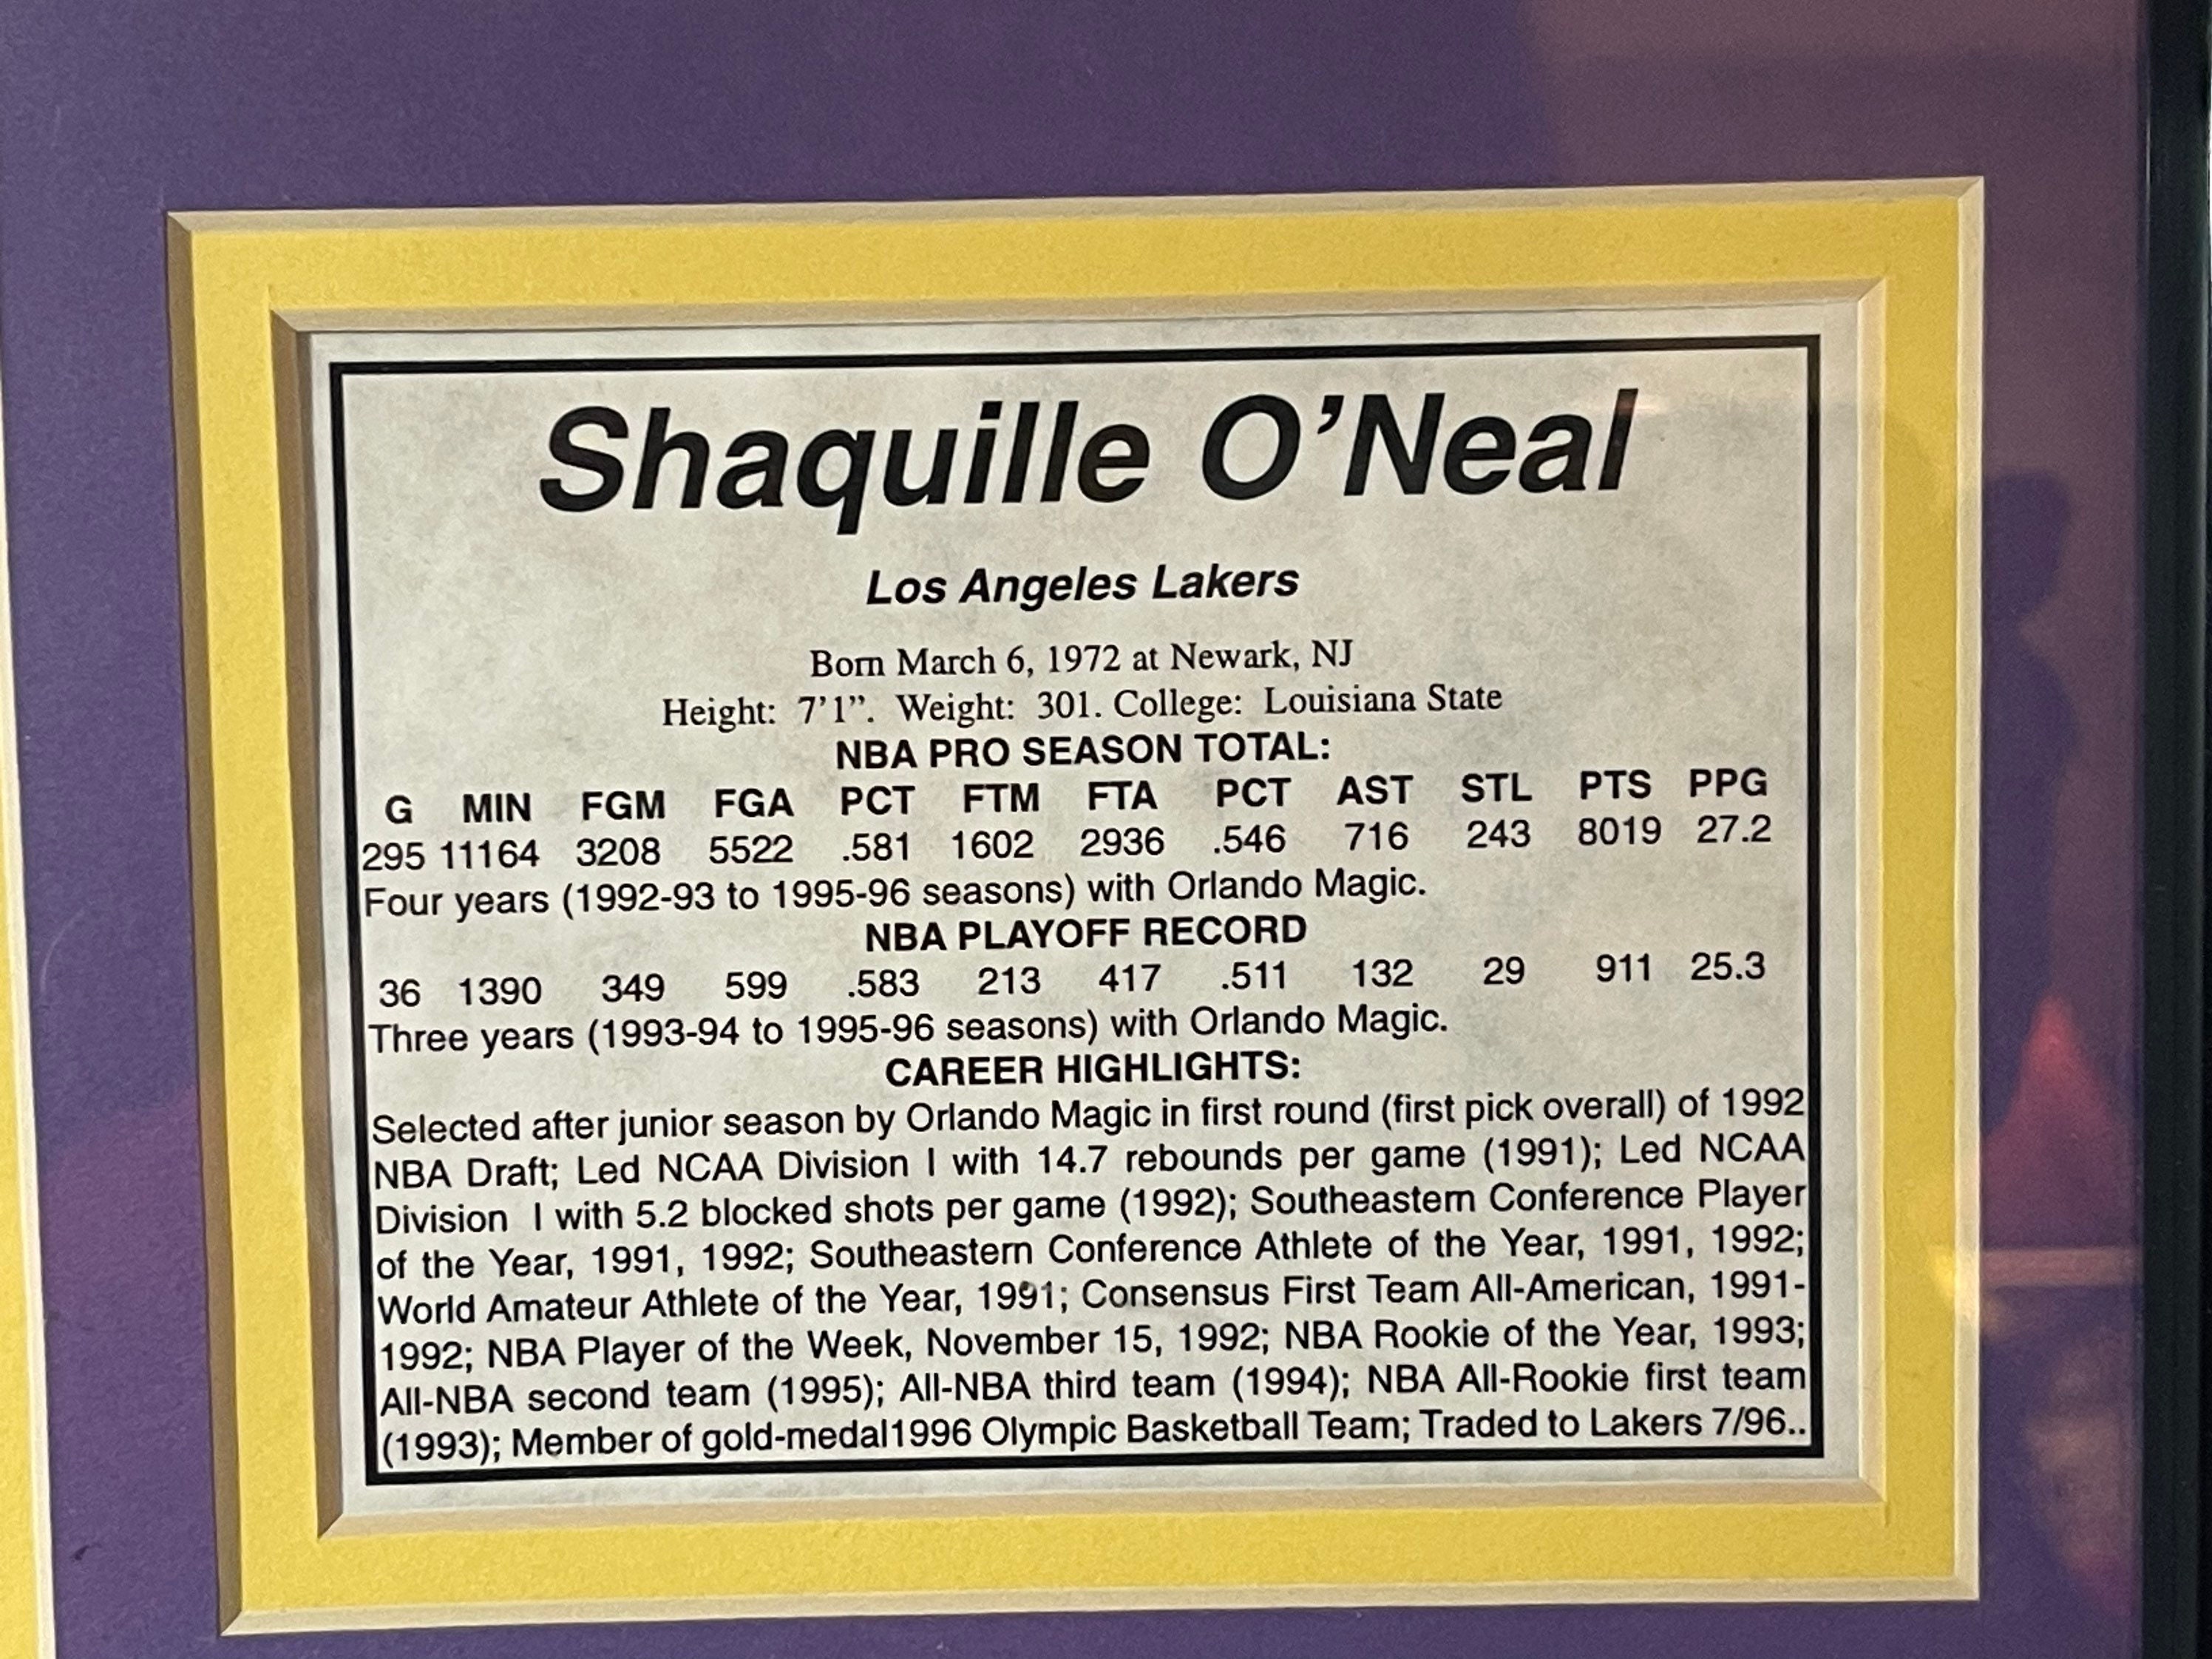 Shaquille O'Neal
Los Angeles Lakers
Born March 6, 1972 at Newark, NJ
Height: 7'1”. Weight: 301. College: Louisiana State
NBA PRO SEASON TOTAL:
G MIN FGM FGA PCT FTM FTA PCT AST STL PTS PPG
295 11164 3208 5522 .581 1602 2936 .546 716 243 8019 27.2
Four years (1992-93 to 1995-96 seasons) with Orlando Magic.
NBA PLAYOFF RECORD
36 1390 349 599 .583 213 417 .511 132 29 911 25.3
Three years (1993-94 to 1995-96 seasons) with Orlando Magic.
CAREER HIGHLIGHTS:
Selected after junior season by Orlando Magic in first round (first pick overall) of 1992
NBA Draft; Led NCAA Division I with 14.7 rebounds per game (1991); Led NCAA
Division I with 5.2 blocked shots per game (1992); Southeastern Conference Player
of the Year, 1991, 1992; Southeastern Conference Athlete of the Year, 1991, 1992;
World Amateur Athlete of the Year, 1991; Consensus First Team All-American, 1991-
1992; NBA Player of the Week, November 15, 1992; NBA Rookie of the Year, 1993;
All-NBA second team (1995); All-NBA third team (1994); NBA All-Rookie first team
(1993); Member of gold-medal1996 Olympic Basketball Team; Traded to Lakers 7/96..